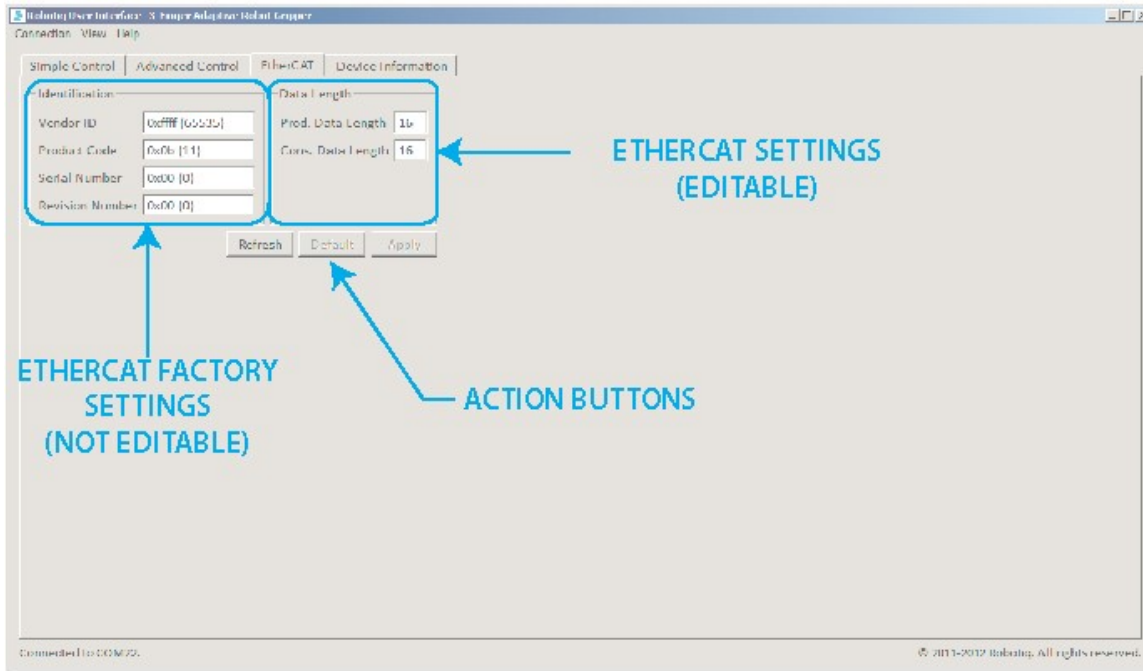 Robotiq User Interface - 3-Finger Adaptive Robot Gripper
Connection View Help
Simple Control Advanced Control EtherCAT Device Information
Identification Data Length
Vendor ID 0xffff (65535) Prod. Data Length 16
Product Code 0x0b (11) Cons. Data Length 16
Serial Number 0x00 (0)
Revision Number 0x00 (0)
ETHERCAT SETTINGS
(EDITABLE)
Refresh Default Apply
ETHERCAT FACTORY
SETTINGS
(NOT EDITABLE)
ACTION BUTTONS
Connected to COM22. © 2011-2012 Robotiq. All rights reserved.